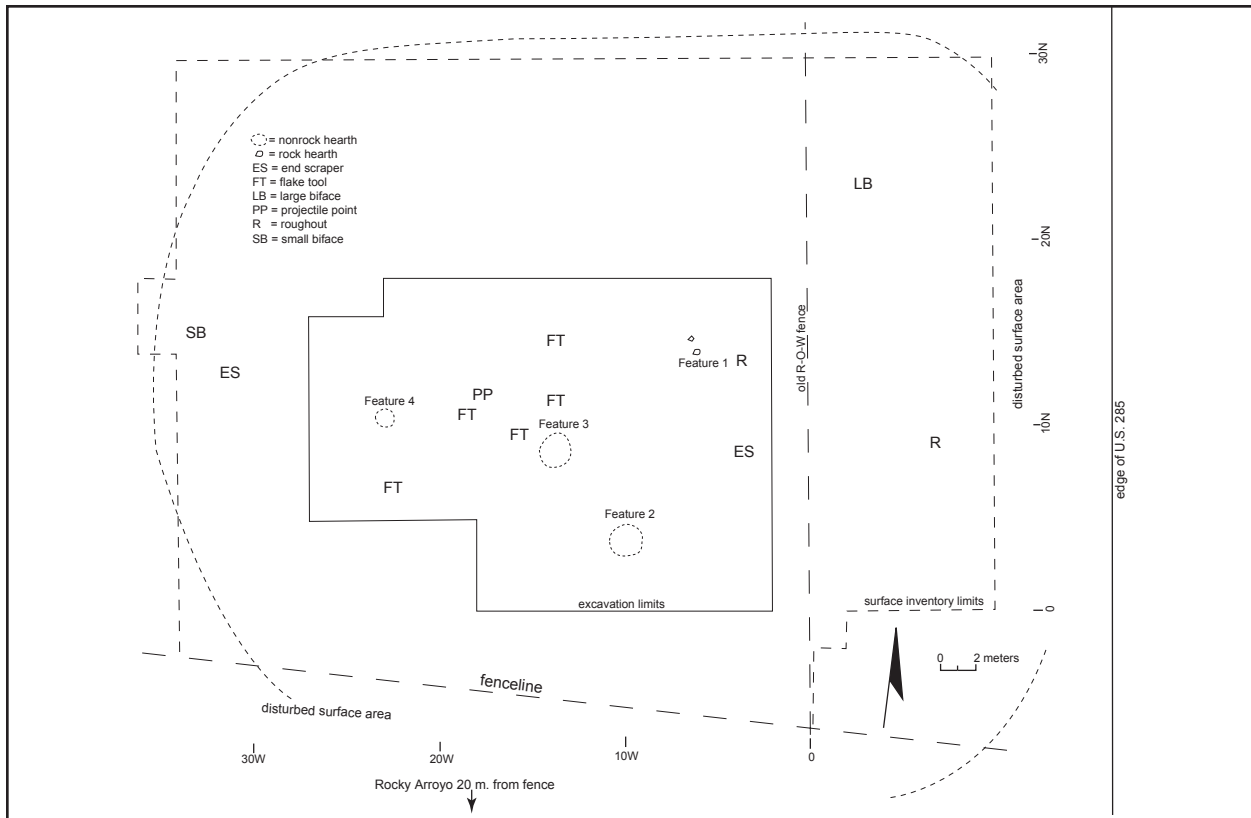 = nonrock hearth
= rock hearth
ES = end scraper
FT = flake tool
LB = large biface
PP = projectile point
R = roughout
SB = small biface
30N
LB
20N
old R-O-W fence
disturbed surface area
SB
ES
FT
Feature 1
R
PP
Feature 4
FT
FT
Feature 3
FT
ES
10N
R
edge of U.S. 285
FT
Feature 2
excavation limits
surface inventory limits
0
0 2 meters
fenceline
disturbed surface area
30W
20W
10W
0
Rocky Arroyo 20 m. from fence